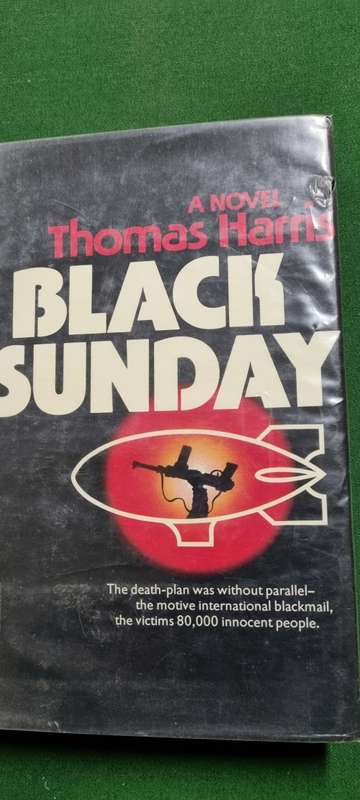 A NOVEL
Thomas Harris
BLACK
SUNDAY
The death-plan was without parallel–
the motive international blackmail,
the victims 80,000 innocent people.